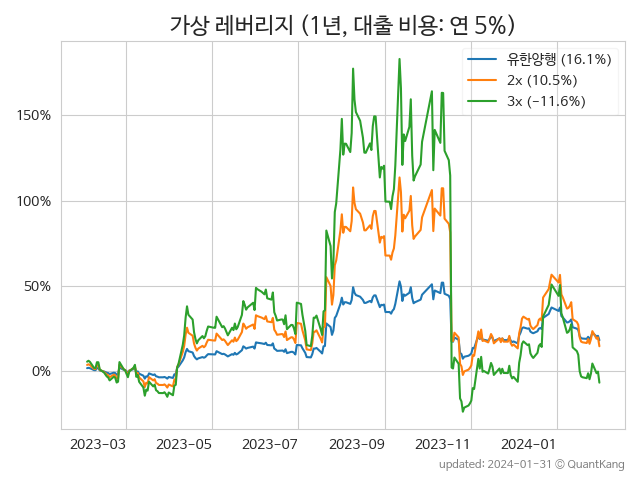 가상 레버리지 (1년, 대출 비용: 연 5%)
유한양행 (16.1%)
2x (10.5%)
3x (−11.6%)
150%
100%
50%
0%
2023-03 2023-05 2023-07 2023-09 2023-11 2024-01
updated: 2024-01-31 © QuantKang